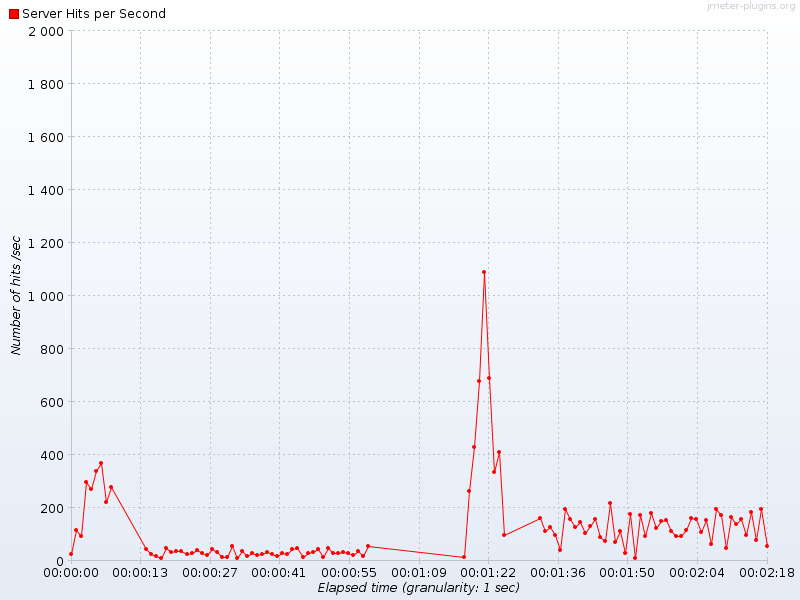 jmeter-plugins.org
Server Hits per Second
2 000
1 800
1 600
1 400
1 200
1 000
800
600
400
200
0
Number of hits /sec
00:00:00 00:00:13 00:00:27 00:00:41 00:00:55 00:01:09 00:01:22 00:01:36 00:01:50 00:02:04 00:02:18
Elapsed time (granularity: 1 sec)